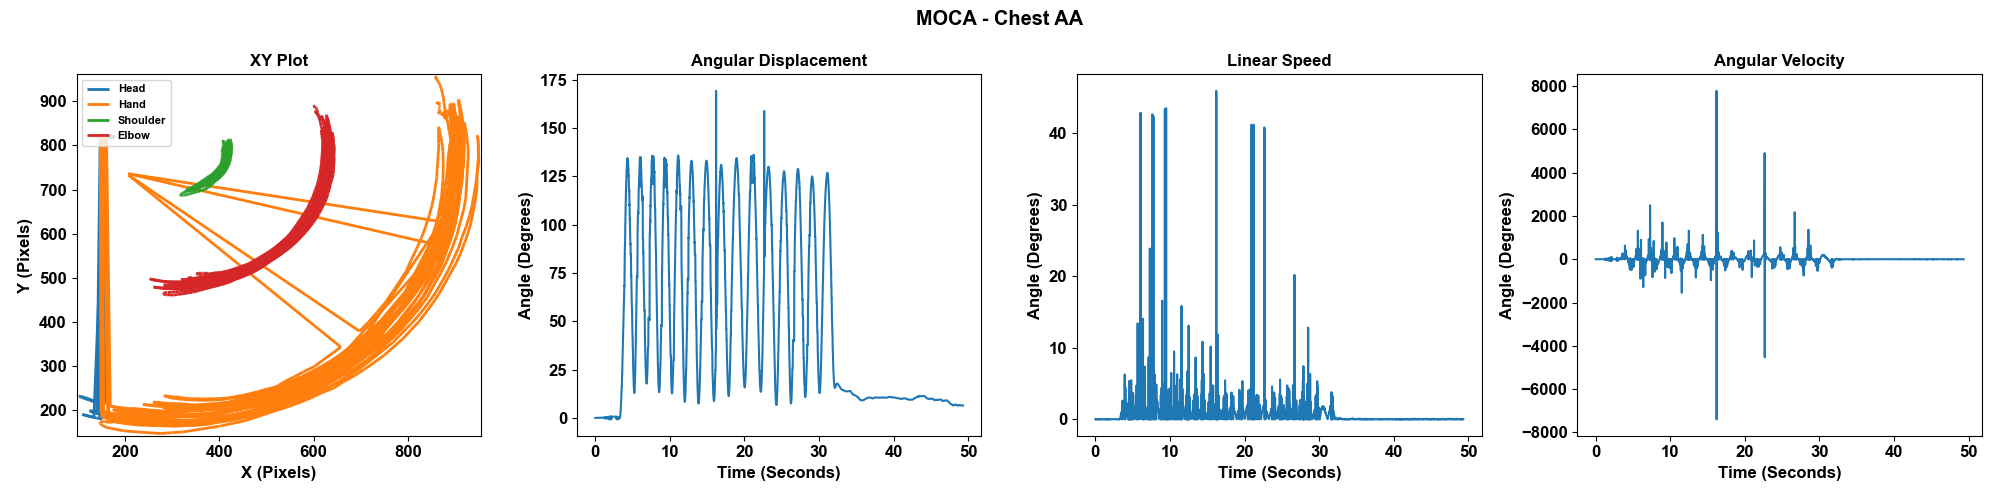 MOCA - Chest AA
XY Plot
Head
Hand
Shoulder
Elbow
900
800
700
600
500
400
300
200
Y (Pixels)
200 400 600 800
X (Pixels)
Angular Displacement
175
150
125
100
75
50
25
0
Angle (Degrees)
0 10 20 30 40 50
Time (Seconds)
Linear Speed
40
30
20
10
0
Angle (Degrees)
0 10 20 30 40 50
Time (Seconds)
Angular Velocity
8000
6000
4000
2000
0
−2000
−4000
−6000
−8000
Angle (Degrees)
0 10 20 30 40 50
Time (Seconds)